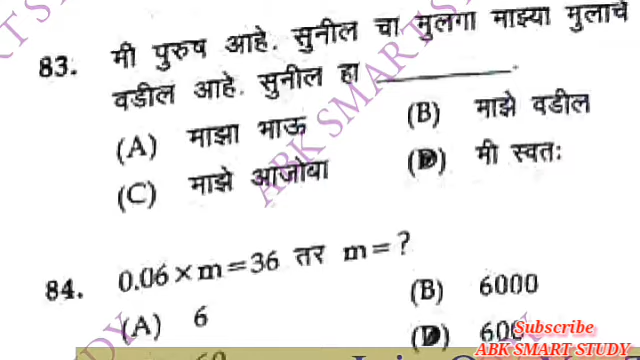 83. मी पुरुष आहे. सुनील चा मुलगा माझ्या मुलाचे
वडील आहे. सुनील हा ________.
(A) माझा भाऊ (B) माझे वडील
(C) माझे आजोबा (D) मी स्वतः
84. 0.06 × m = 36 तर m = ?
(A) 6 (B) 6000
(D) 600
Subscribe
ABK SMART STUDY